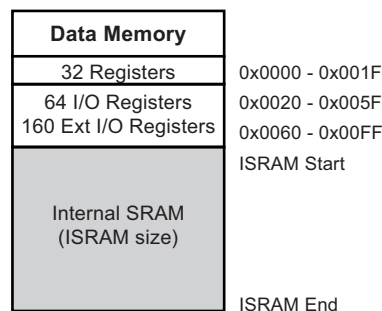 Data Memory
32 Registers 0x0000 - 0x001F
64 I/O Registers 0x0020 - 0x005F
160 Ext I/O Registers 0x0060 - 0x00FF
ISRAM Start
Internal SRAM
(ISRAM size)
ISRAM End